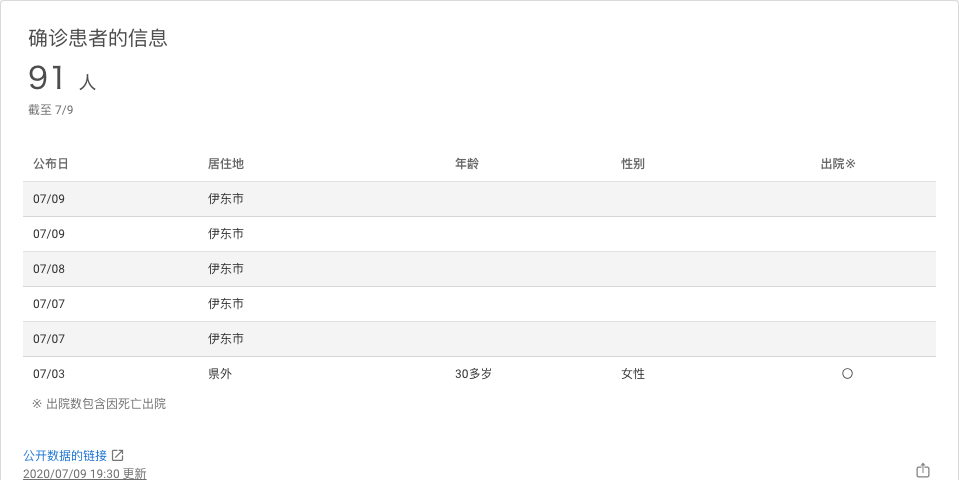 确诊患者的信息
91 人
截至 7/9
公布日 居住地 年龄 性别 出院※
07/09 伊东市
07/09 伊东市
07/08 伊东市
07/07 伊东市
07/07 伊东市
07/03 県外 30多岁 女性 〇
※ 出院数包含因死亡出院
公开数据的链接
2020/07/09 19:30 更新